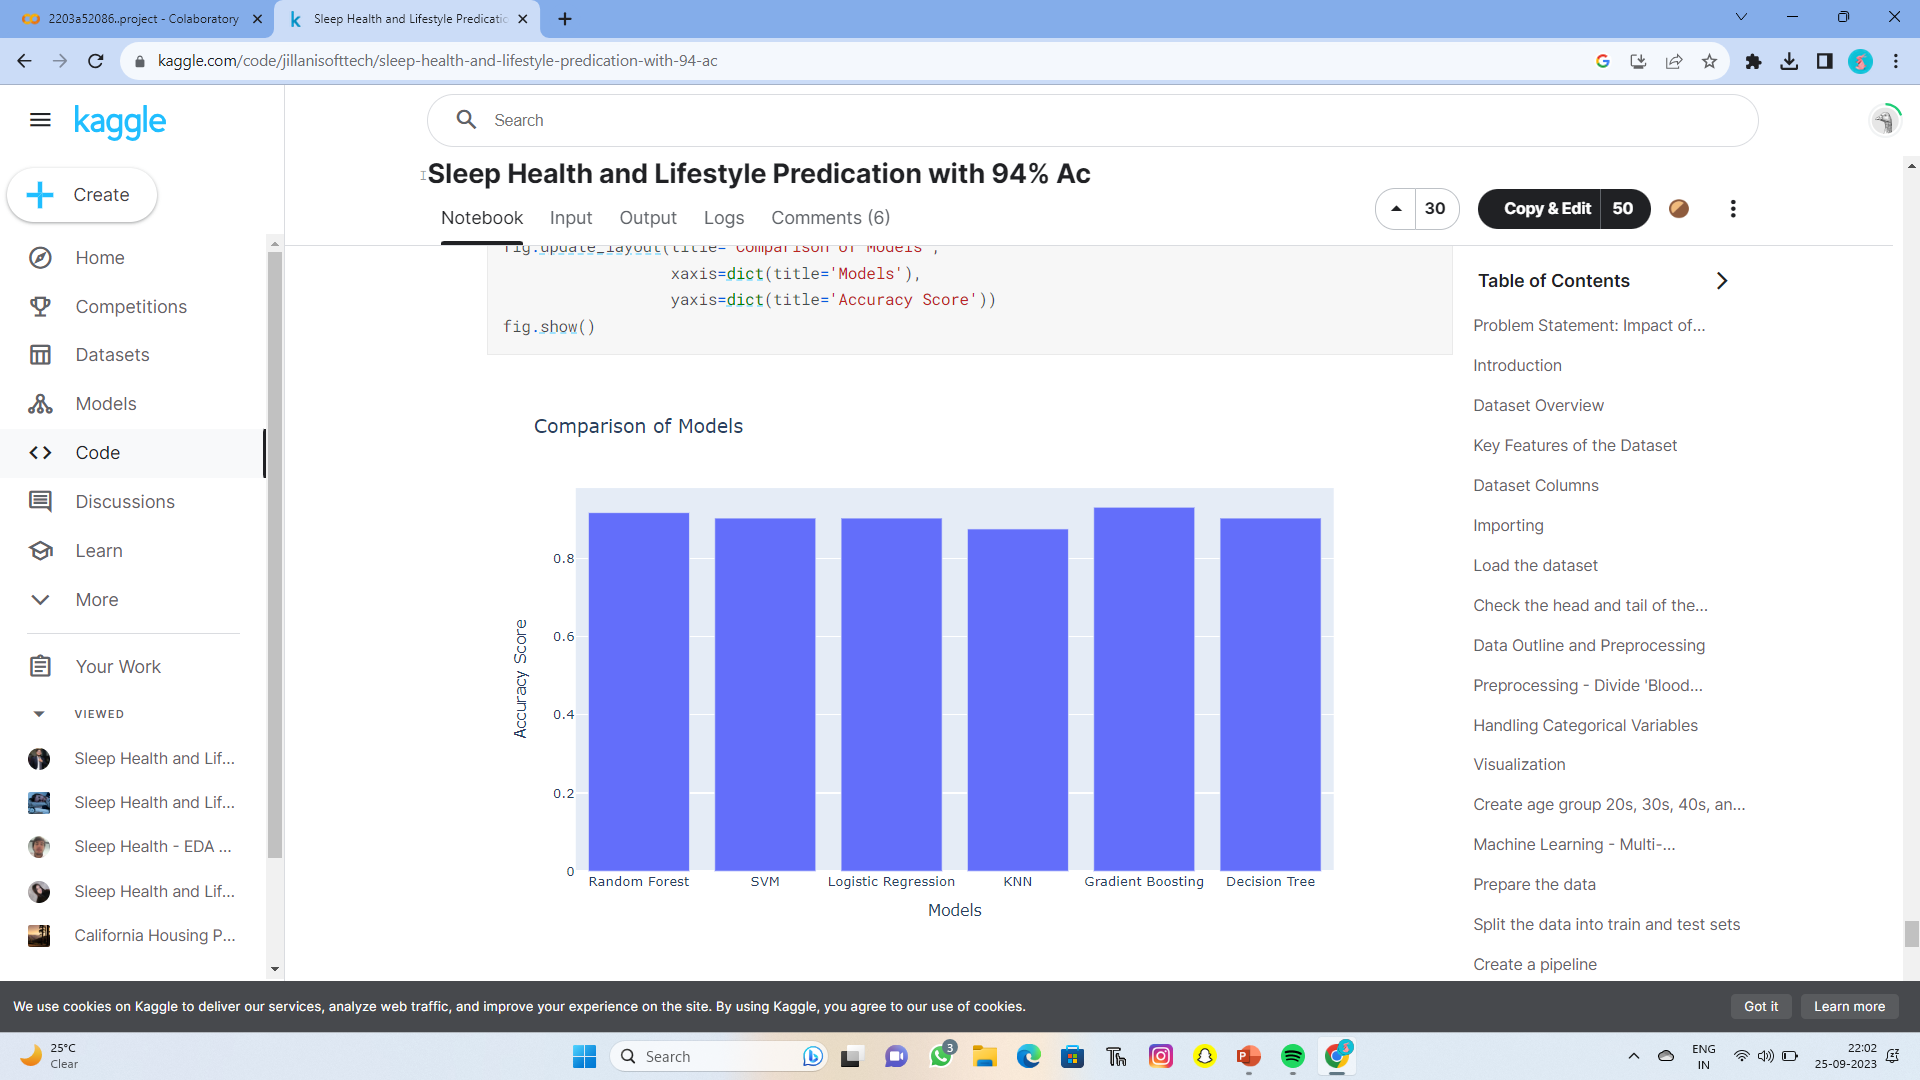 2203a52086..project - Colaboratory
Sleep Health and Lifestyle Predicatio
kaggle.com/code/jillanisofttech/sleep-health-and-lifestyle-predication-with-94-ac
kaggle
Search
Create
Sleep Health and Lifestyle Predication with 94% Ac
Notebook Input Output Logs Comments (6)
30
Copy & Edit 50
Home
Competitions
Datasets
Models
Code
Discussions
Learn
More
Your Work
VIEWED
Sleep Health and Lif...
Sleep Health and Lif...
Sleep Health - EDA ...
Sleep Health and Lif...
California Housing P...
fig.update_layout(title='Comparison of Models',
xaxis=dict(title='Models'),
yaxis=dict(title='Accuracy Score'))
fig.show()
Comparison of Models
Accuracy Score
0.8
0.6
0.4
0.2
0
Random Forest SVM Logistic Regression KNN Gradient Boosting Decision Tree
Models
Table of Contents
Problem Statement: Impact of...
Introduction
Dataset Overview
Key Features of the Dataset
Dataset Columns
Importing
Load the dataset
Check the head and tail of the...
Data Outline and Preprocessing
Preprocessing - Divide 'Blood...
Handling Categorical Variables
Visualization
Create age group 20s, 30s, 40s, an...
Machine Learning - Multi-...
Prepare the data
Split the data into train and test sets
Create a pipeline
We use cookies on Kaggle to deliver our services, analyze web traffic, and improve your experience on the site. By using Kaggle, you agree to our use of cookies.
Got it
Learn more
25°C
Clear
Search
3
ENG
IN
22:02
25-09-2023